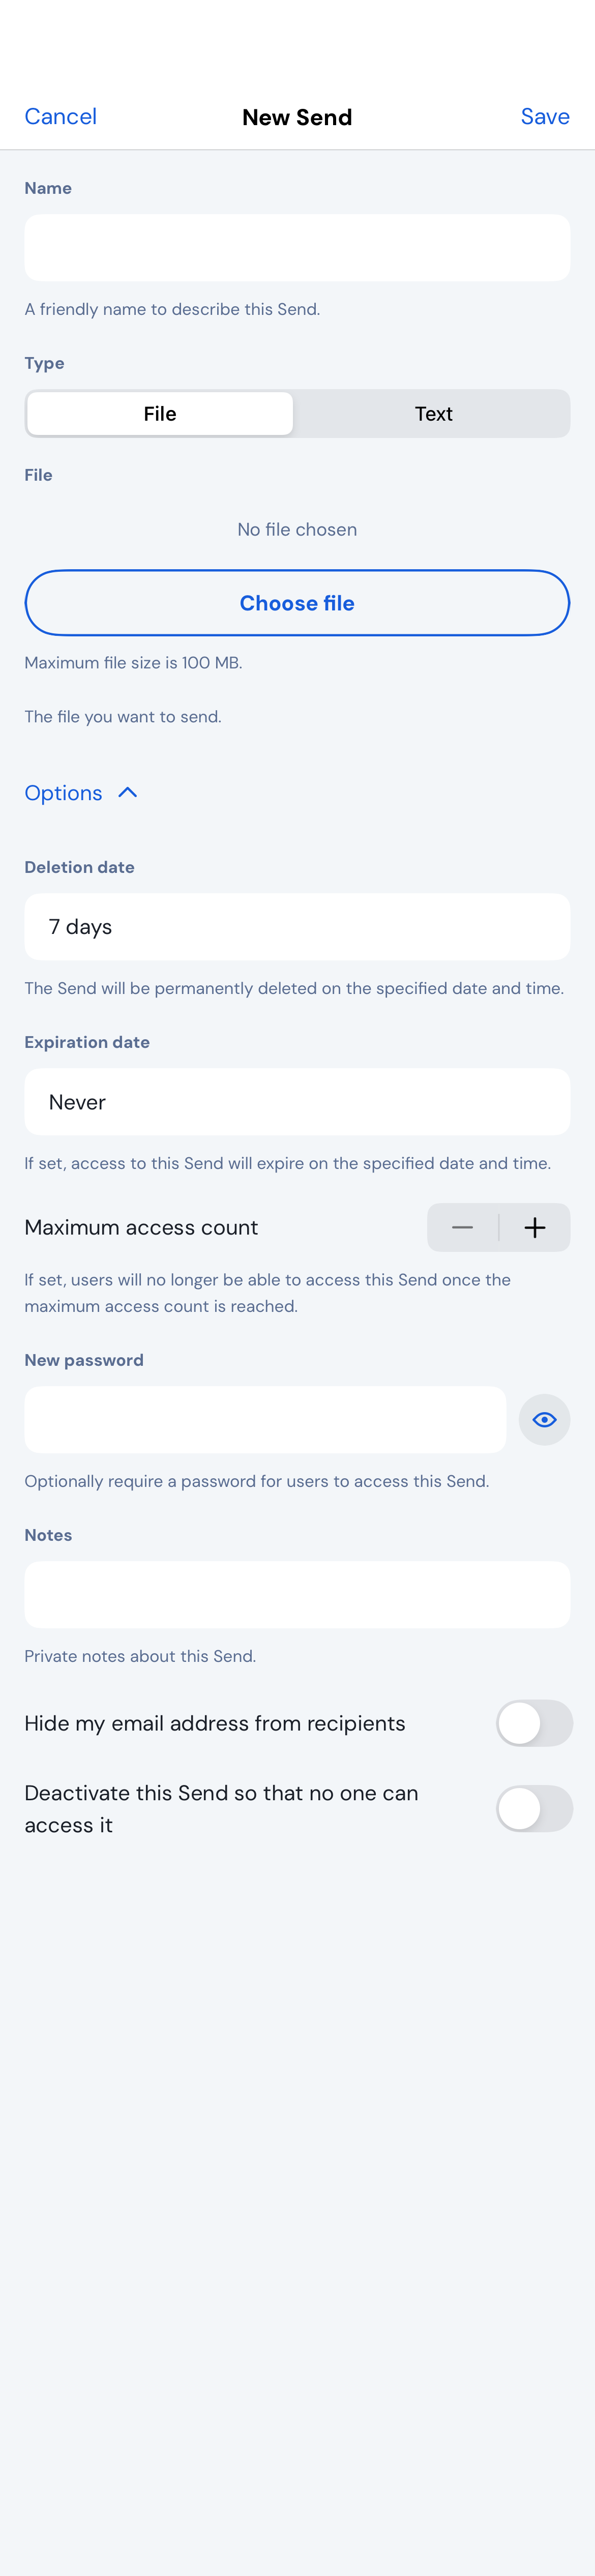 Cancel New Send Save
Name
A friendly name to describe this Send.
Type
File Text
File
No file chosen
Choose file
Maximum file size is 100 MB.
The file you want to send.
Options
Deletion date
7 days
The Send will be permanently deleted on the specified date and time.
Expiration date
Never
If set, access to this Send will expire on the specified date and time.
Maximum access count
If set, users will no longer be able to access this Send once the
maximum access count is reached.
New password
Optionally require a password for users to access this Send.
Notes
Private notes about this Send.
Hide my email address from recipients
Deactivate this Send so that no one can
access it